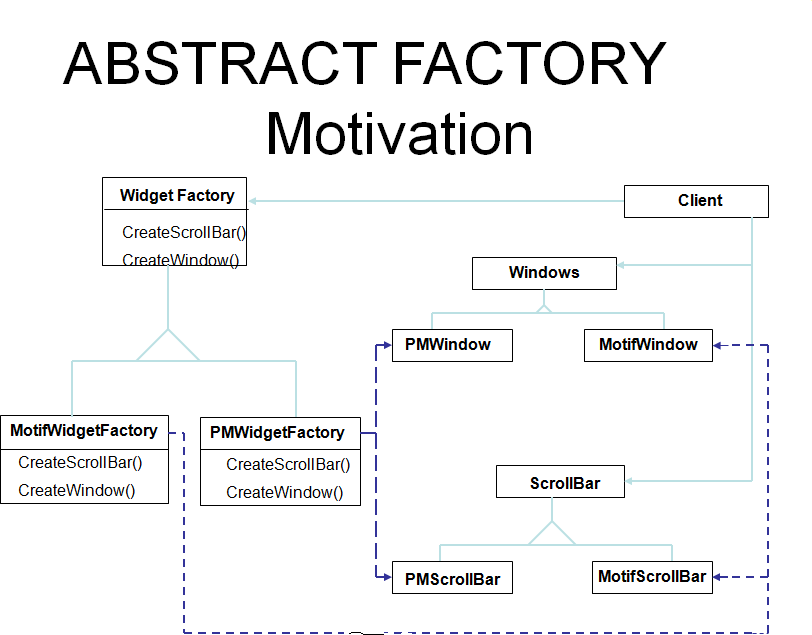 ABSTRACT FACTORY
Motivation
Widget Factory
CreateScrollBar()
CreateWindow()
Client
Windows
PMWindow
MotifWindow
MotifWidgetFactory
CreateScrollBar()
CreateWindow()
PMWidgetFactory
CreateScrollBar()
CreateWindow()
ScrollBar
PMScrollBar
MotifScrollBar